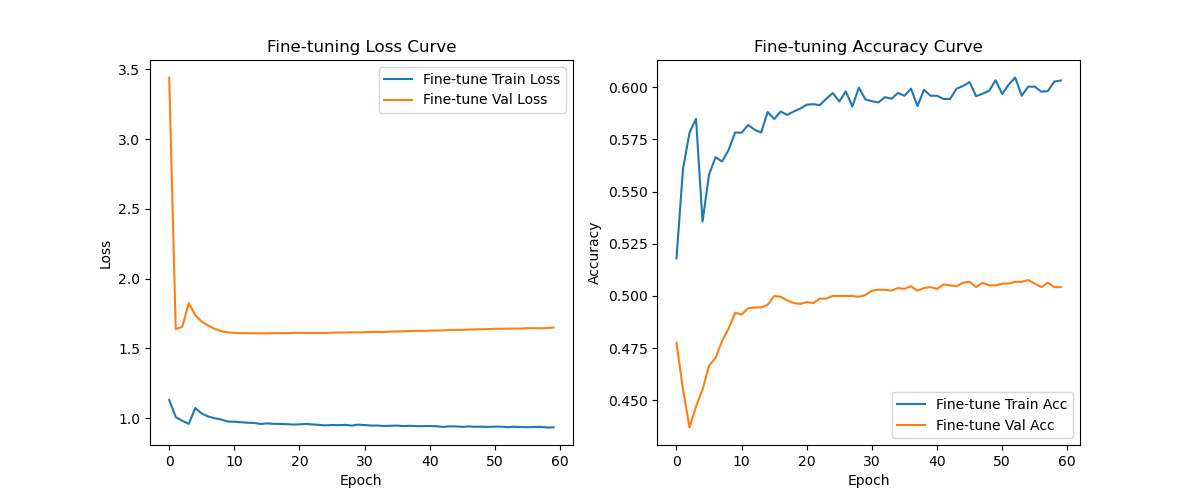 Fine-tuning Loss Curve
Fine-tune Train Loss
Fine-tune Val Loss
Loss
3.5
3.0
2.5
2.0
1.5
1.0
0 10 20 30 40 50 60
Epoch
Fine-tuning Accuracy Curve
Accuracy
0.600
0.575
0.550
0.525
0.500
0.475
0.450
Fine-tune Train Acc
Fine-tune Val Acc
0 10 20 30 40 50 60
Epoch